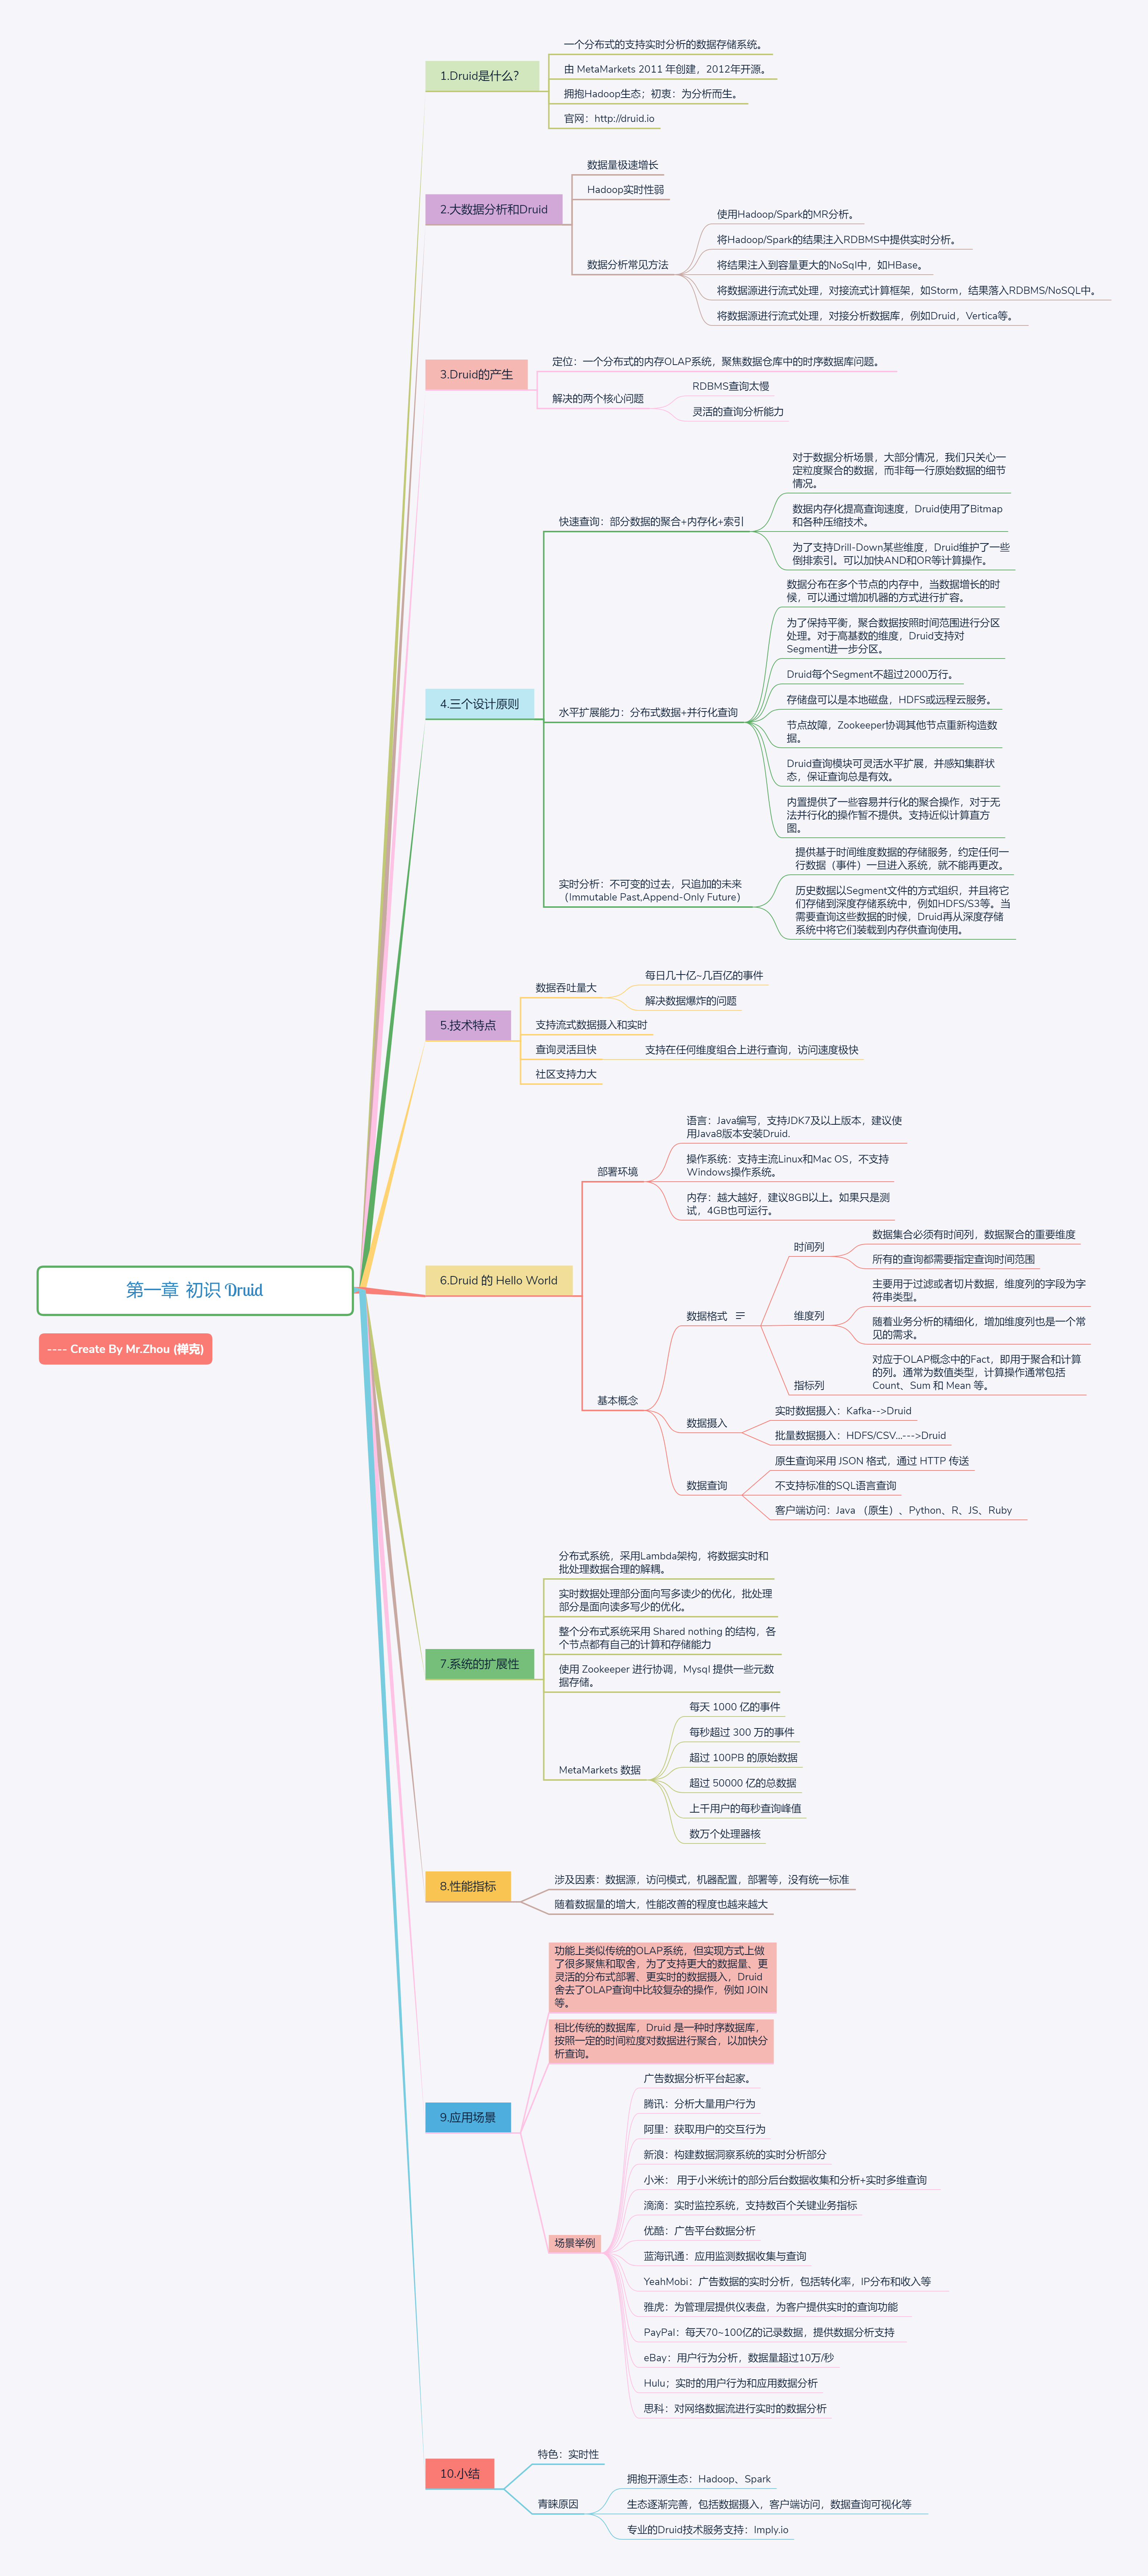 第一章 初识 Druid
---- Create By Mr.Zhou (禅克)
1.Druid是什么？
一个分布式的支持实时分析的数据存储系统。
由 MetaMarkets 2011 年创建，2012年开源。
拥抱Hadoop生态；初衷：为分析而生。
官网：http://druid.io
2.大数据分析和Druid
数据量极速增长
Hadoop实时性弱
数据分析常见方法
使用Hadoop/Spark的MR分析。
将Hadoop/Spark的结果注入RDBMS中提供实时分析。
将结果注入到容量更大的NoSql中，如HBase。
将数据源进行流式处理，对接流式计算框架，如Storm，结果落入RDBMS/NoSQL中。
将数据源进行流式处理，对接分析数据库，例如Druid，Vertica等。
3.Druid的产生
定位：一个分布式的内存OLAP系统，聚焦数据仓库中的时序数据库问题。
解决的两个核心问题
RDBMS查询太慢
灵活的查询分析能力
4.三个设计原则
快速查询：部分数据的聚合+内存化+索引
对于数据分析场景，大部分情况，我们只关心一
定粒度聚合的数据，而非每一行原始数据的细节
情况。
数据内存化提高查询速度，Druid使用了Bitmap
和各种压缩技术。
为了支持Drill-Down某些维度，Druid维护了一些
倒排索引。可以加快AND和OR等计算操作。
水平扩展能力：分布式数据+并行化查询
数据分布在多个节点的内存中，当数据增长的时
候，可以通过增加机器的方式进行扩容。
为了保持平衡，聚合数据按照时间范围进行分区
处理。对于高基数的维度，Druid支持对
Segment进一步分区。
Druid每个Segment不超过2000万行。
存储盘可以是本地磁盘，HDFS或远程云服务。
节点故障，Zookeeper协调其他节点重新构造数
据。
Druid查询模块可灵活水平扩展，并感知集群状
态，保证查询总是有效。
内置提供了一些容易并行化的聚合操作，对于无
法并行化的操作暂不提供。支持近似计算直方
图。
实时分析：不可变的过去，只追加的未来
（Immutable Past,Append-Only Future）
提供基于时间维度数据的存储服务，约定任何一
行数据（事件）一旦进入系统，就不能再更改。
历史数据以Segment文件的方式组织，并且将它
们存储到深度存储系统中，例如HDFS/S3等。当
需要查询这些数据的时候，Druid再从深度存储
系统中将它们装载到内存供查询使用。
5.技术特点
数据吞吐量大
每日几十亿~几百亿的事件
解决数据爆炸的问题
支持流式数据摄入和实时
查询灵活且快
支持在任何维度组合上进行查询，访问速度极快
社区支持力大
6.Druid 的 Hello World
部署环境
语言：Java编写，支持JDK7及以上版本，建议使
用Java8版本安装Druid.
操作系统：支持主流Linux和Mac OS，不支持
Windows操作系统。
内存：越大越好，建议8GB以上。如果只是测
试，4GB也可运行。
基本概念
数据格式
时间列
数据集合必须有时间列，数据聚合的重要维度
所有的查询都需要指定查询时间范围
维度列
主要用于过滤或者切片数据，维度列的字段为字
符串类型。
随着业务分析的精细化，增加维度列也是一个常
见的需求。
指标列
对应于OLAP概念中的Fact，即用于聚合和计算
的列。通常为数值类型，计算操作通常包括
Count、Sum 和 Mean 等。
数据摄入
实时数据摄入：Kafka-->Druid
批量数据摄入：HDFS/CSV...--->Druid
数据查询
原生查询采用 JSON 格式，通过 HTTP 传送
不支持标准的SQL语言查询
客户端访问：Java （原生）、Python、R、JS、Ruby
7.系统的扩展性
分布式系统，采用Lambda架构，将数据实时和
批处理数据合理的解耦。
实时数据处理部分面向写多读少的优化，批处理
部分是面向读多写少的优化。
整个分布式系统采用 Shared nothing 的结构，各
个节点都有自己的计算和存储能力
使用 Zookeeper 进行协调，Mysql 提供一些元数
据存储。
MetaMarkets 数据
每天 1000 亿的事件
每秒超过 300 万的事件
超过 100PB 的原始数据
超过 50000 亿的总数据
上千用户的每秒查询峰值
数万个处理器核
8.性能指标
涉及因素：数据源，访问模式，机器配置，部署等，没有统一标准
随着数据量的增大，性能改善的程度也越来越大
9.应用场景
功能上类似传统的OLAP系统，但实现方式上做
了很多聚焦和取舍，为了支持更大的数据量、更
灵活的分布式部署、更实时的数据摄入，Druid
舍去了OLAP查询中比较复杂的操作，例如 JOIN
等。
相比传统的数据库，Druid 是一种时序数据库，
按照一定的时间粒度对数据进行聚合，以加快分
析查询。
场景举例
广告数据分析平台起家。
腾讯：分析大量用户行为
阿里：获取用户的交互行为
新浪：构建数据洞察系统的实时分析部分
小米： 用于小米统计的部分后台数据收集和分析+实时多维查询
滴滴：实时监控系统，支持数百个关键业务指标
优酷：广告平台数据分析
蓝海讯通：应用监测数据收集与查询
YeahMobi：广告数据的实时分析，包括转化率，IP分布和收入等
雅虎：为管理层提供仪表盘，为客户提供实时的查询功能
PayPal：每天70~100亿的记录数据，提供数据分析支持
eBay：用户行为分析，数据量超过10万/秒
Hulu；实时的用户行为和应用数据分析
思科：对网络数据流进行实时的数据分析
10.小结
特色：实时性
青睐原因
拥抱开源生态：Hadoop、Spark
生态逐渐完善，包括数据摄入，客户端访问，数据查询可视化等
专业的Druid技术服务支持：Imply.io